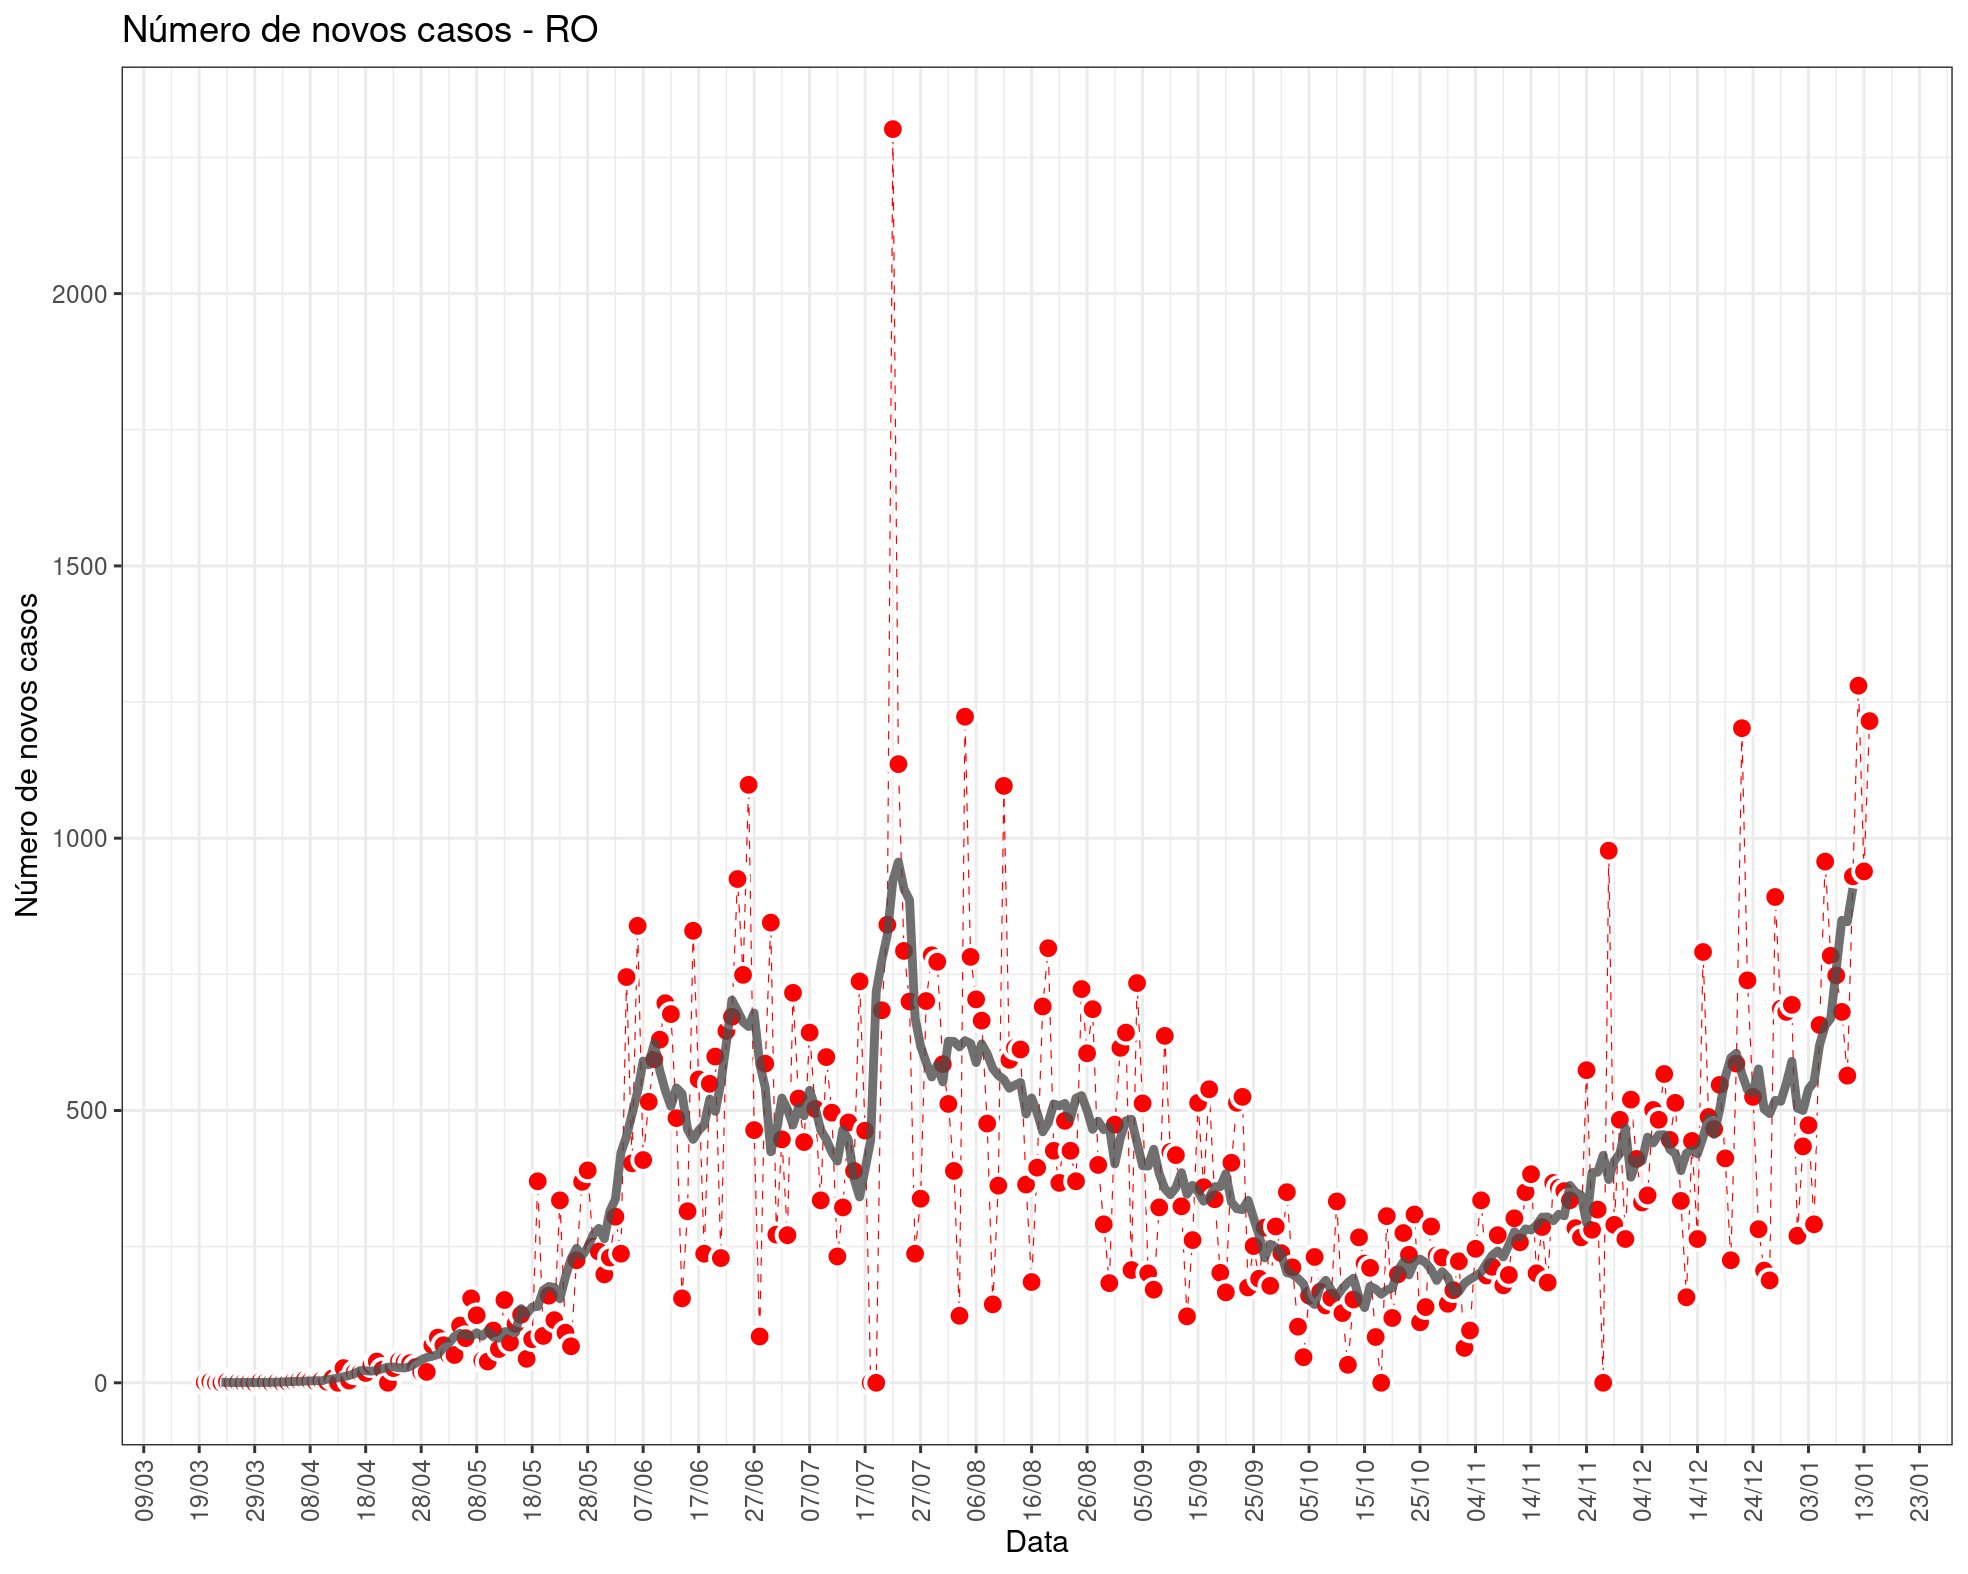 Número de novos casos - RO
Número de novos casos
2000
1500
1000
500
0
09/03 19/03 29/03 08/04 18/04 28/04 08/05 18/05 28/05 07/06 17/06 27/06 07/07 17/07 27/07 06/08 16/08 26/08 05/09 15/09 25/09 05/10 15/10 25/10 04/11 14/11 24/11 04/12 14/12 24/12 03/01 13/01 23/01
Data